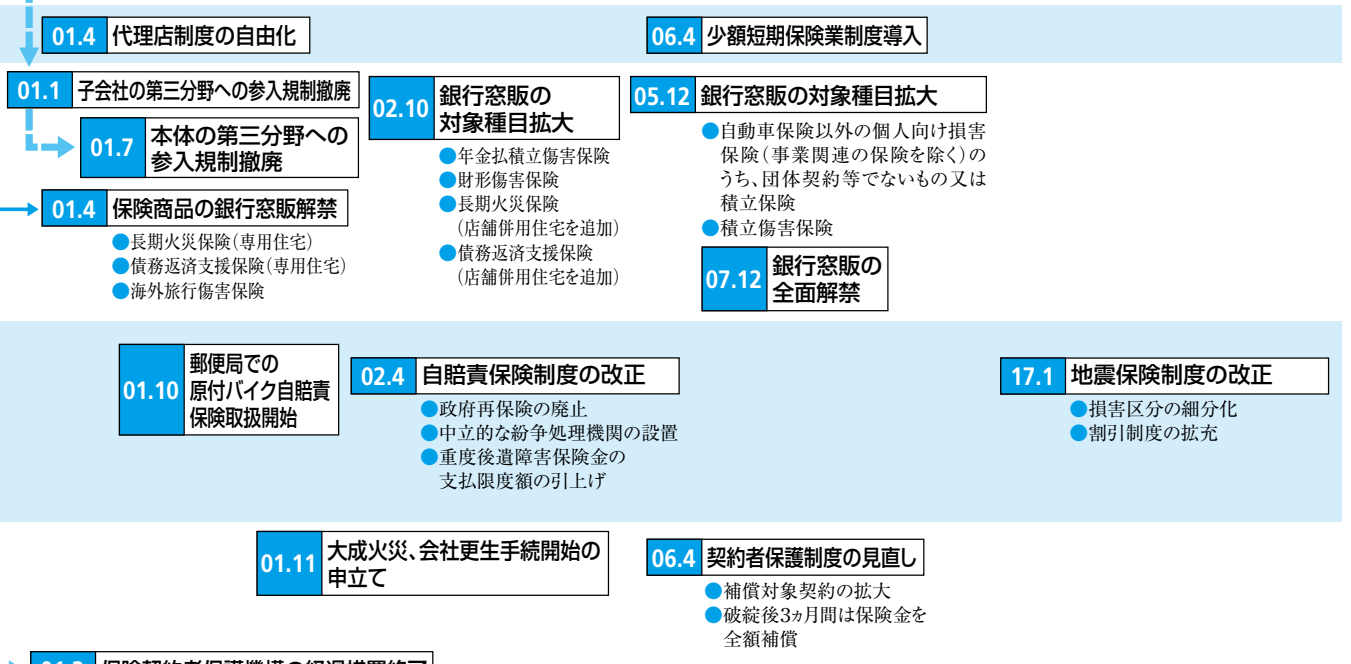 01.4 代理店制度の自由化
06.4 少額短期保険業制度導入
01.1 子会社の第三分野への参入規制撤廃
01.7 本体の第三分野への
参入規制撤廃
01.4 保険商品の銀行窓販解禁
●長期火災保険(専用住宅)
●債務返済支援保険(専用住宅)
●海外旅行傷害保険
02.10 銀行窓販の
対象種目拡大
●年金払積立傷害保険
●財形傷害保険
●長期火災保険
(店舗併用住宅を追加)
●債務返済支援保険
(店舗併用住宅を追加)
05.12 銀行窓販の対象種目拡大
●自動車保険以外の個人向け損害
保険(事業関連の保険を除く)の
うち、団体契約等でないもの又は
積立保険
●積立傷害保険
07.12 銀行窓販の
全面解禁
01.10 郵便局での
原付バイク自賠責
保険取扱開始
02.4 自賠責保険制度の改正
●政府再保険の廃止
●中立的な紛争処理機関の設置
●重度後遺障害保険金の
支払限度額の引上げ
17.1 地震保険制度の改正
●損害区分の細分化
●割引制度の拡充
01.11 大成火災、会社更生手続開始の
申立て
06.4 契約者保護制度の見直し
●補償対象契約の拡大
●破綻後3ヵ月間は保険金を
全額補償
保険契約者保護機構の経過措置終了